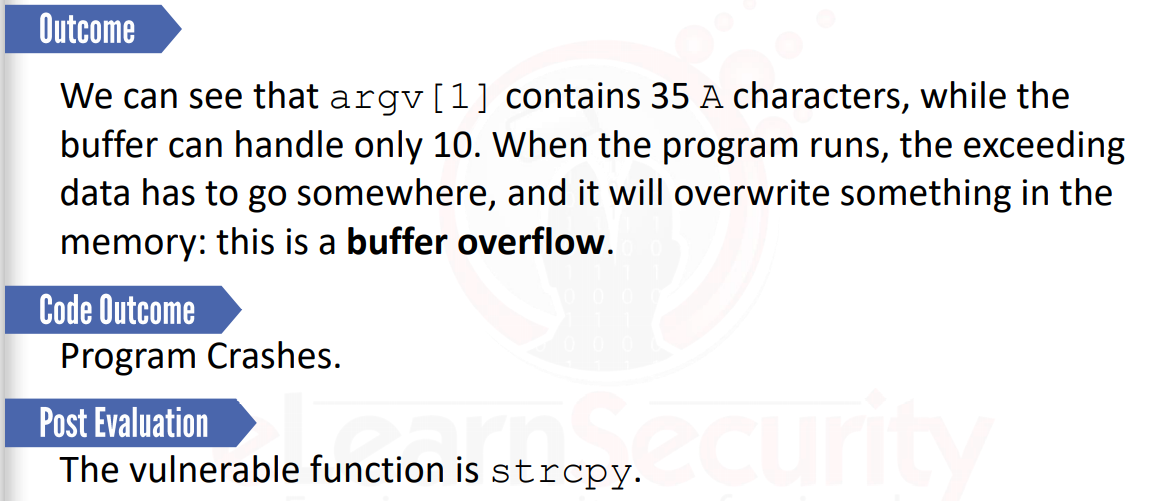 Outcome
We can see that argv[1] contains 35 A characters, while the
buffer can handle only 10. When the program runs, the exceeding
data has to go somewhere, and it will overwrite something in the
memory: this is a buffer overflow.
Code Outcome
Program Crashes.
Post Evaluation
eLearnSecurity
The vulnerable function is strcpy.